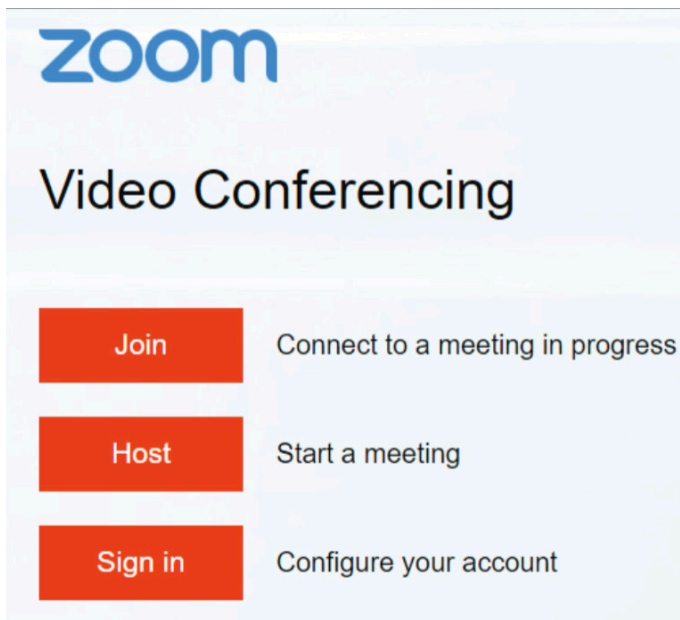 zoom
Video Conferencing
Join Connect to a meeting in progress
Host Start a meeting
Sign in Configure your account